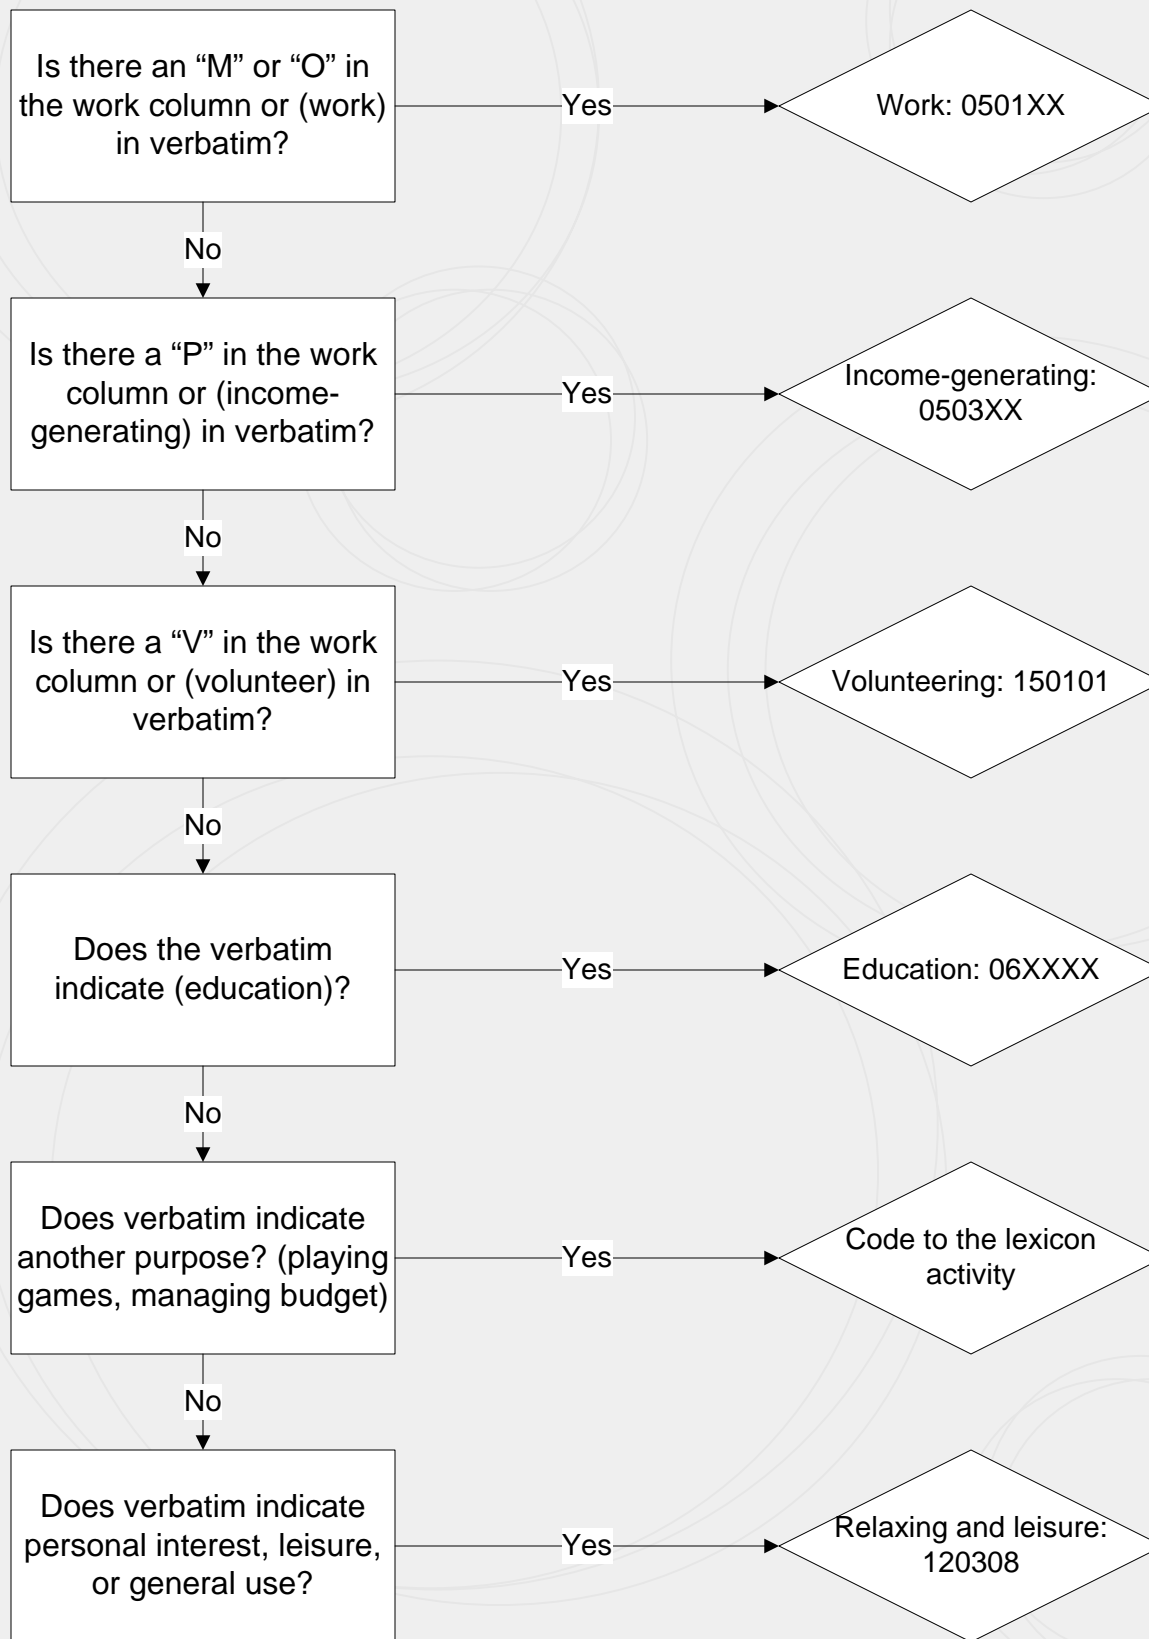 Is there an “M” or “O” in
the work column or (work)
in verbatim?
Yes
Work: 0501XX
No
Is there a “P” in the work
column or (income-
generating) in verbatim?
Yes
Income-generating:
0503XX
No
Is there a “V” in the work
column or (volunteer) in
verbatim?
Yes
Volunteering: 150101
No
Does the verbatim
indicate (education)?
Yes
Education: 06XXXX
No
Does verbatim indicate
another purpose? (playing
games, managing budget)
Yes
Code to the lexicon
activity
No
Does verbatim indicate
personal interest, leisure,
or general use?
Yes
Relaxing and leisure:
120308